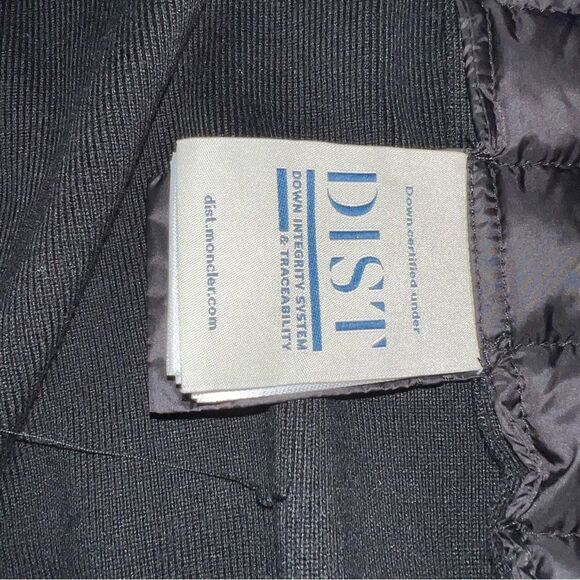 Down certified under
DIST
DOWN INTEGRITY SYSTEM
& TRACEABILITY
dist.moncler.com